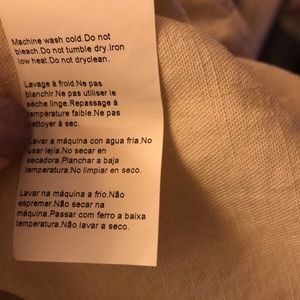 Machine wash cold.Do not
bleach.Do not tumble dry.Iron
low heat.Do not dryclean.
Lavage à froid.Ne pas
blanchir.Ne pas utiliser le
sèche linge.Repassage à
température faible.Ne pas
nettoyer à sec.
Lavar a máquina con agua fria.No
usar lejia.No secar en
secadora.Planchar a baja
temperatura.No limpiar en seco.
Lavar na máquina a frio.Não
espremer.Não secar na
máquina.Passar com ferro a baixa
temperatura.Não lavar a seco.